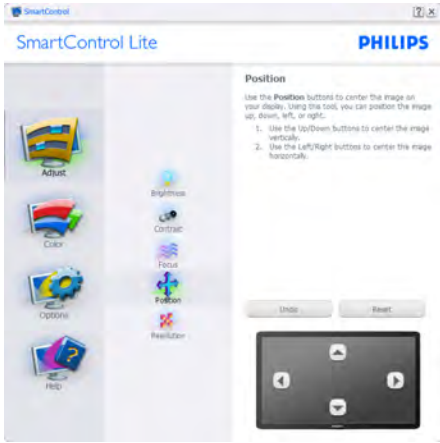 SmartControl
SmartControl Lite
PHILIPS
Adjust
Color
Options
Help
Brightness
Contrast
Focus
Position
Resolution
Position
Use the Position buttons to center the image on
your display. Using the tool, you can position the image
up, down, left, or right.
1. Use the Up/Down buttons to center the image
vertically.
2. Use the Left/Right buttons to center the image
horizontally.
Undo
Reset